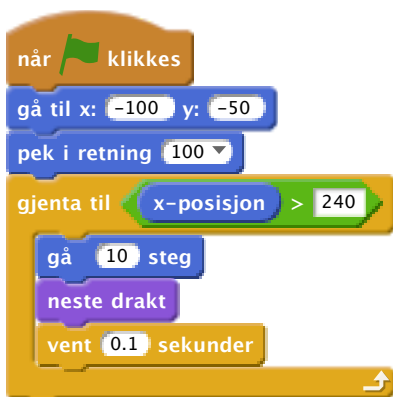 når klikkes
gå til x: -100 y: -50
pek i retning 100
gjenta til x-posisjon > 240
gå 10 steg
neste drakt
vent 0.1 sekunder